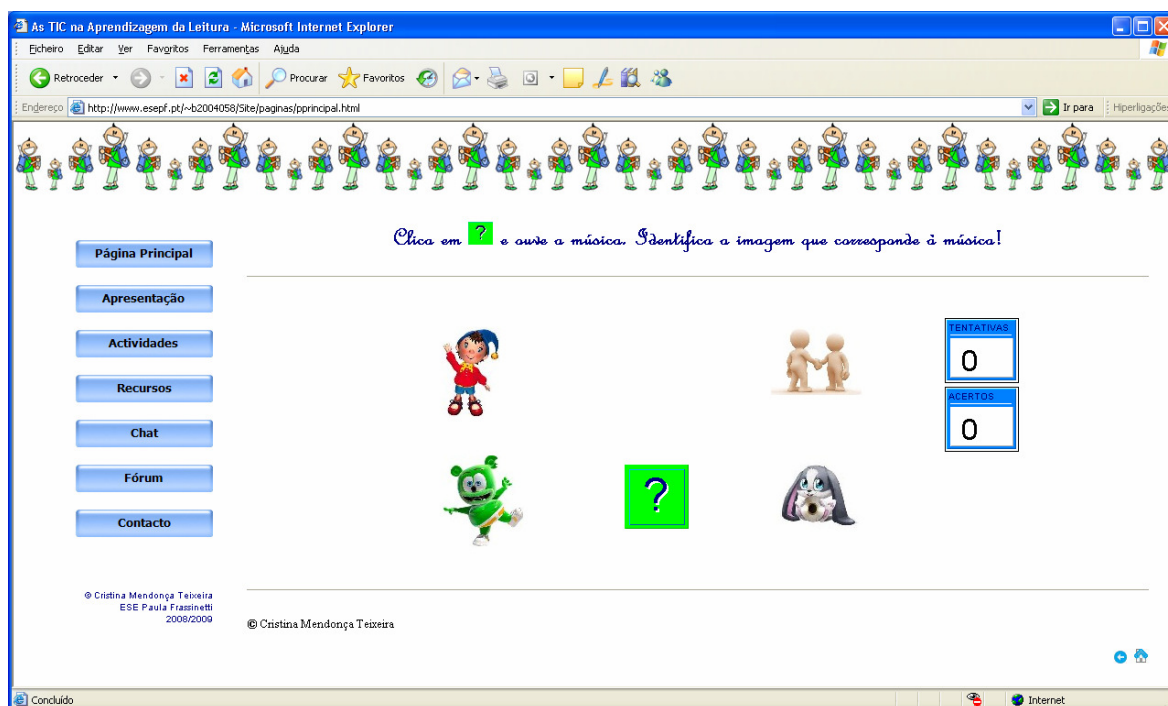 As TIC na Aprendizagem da Leitura - Microsoft Internet Explorer
Ficheiro Editar Ver Favoritos Ferramentas Ajuda
Retroceder Procurar Favoritos
Endereço http://www.esepf.pt/~b2004058/Site/paginas/pprincipal.html Ir para Hiperligações
Clica em ? e ouve a música. Identifica a imagem que corresponde à música!
Página Principal
Apresentação
Actividades
Recursos
Chat
Fórum
Contacto
TENTATIVAS
0
ACERTOS
0
?
© Cristina Mendonça Teixeira
ESE Paula Frassinetti
2008/2009
© Cristina Mendonça Teixeira
Concluído Internet